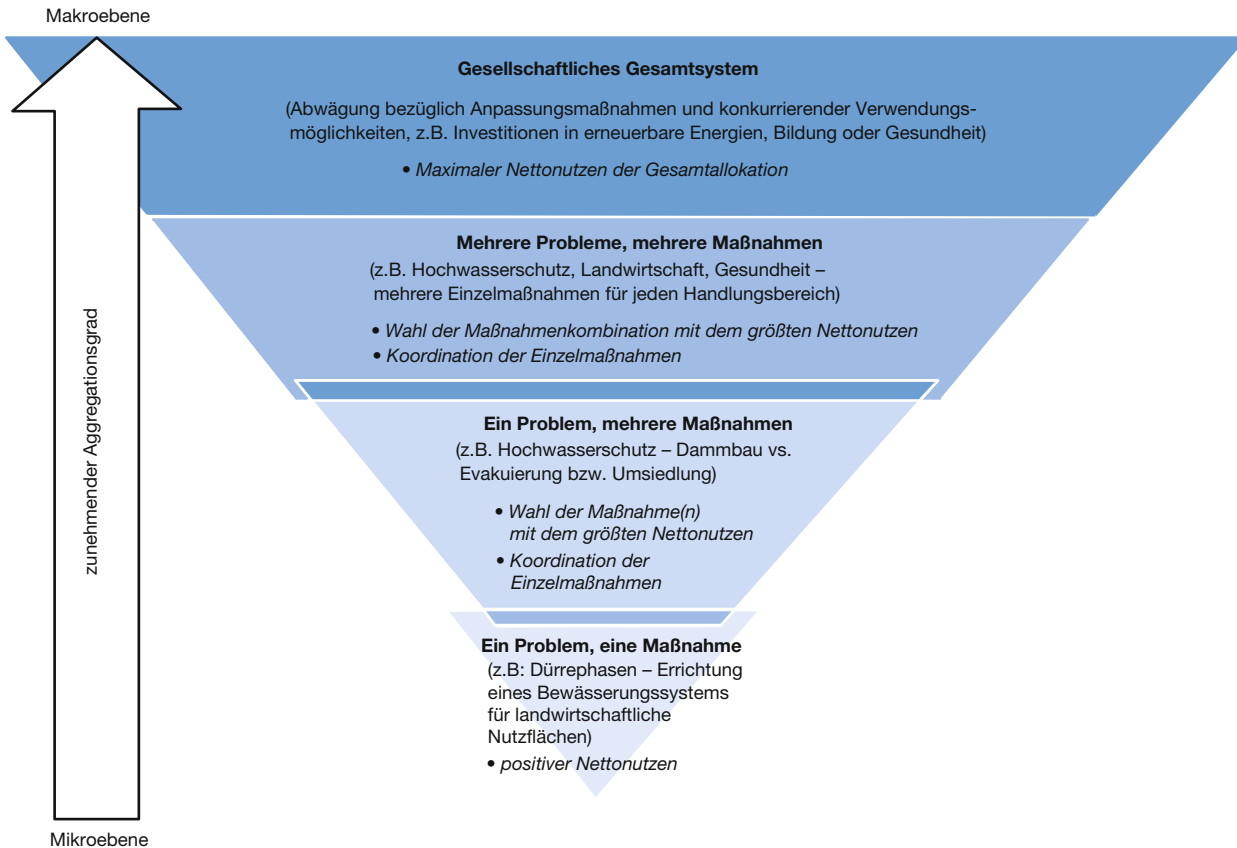 Makroebene
Gesellschaftliches Gesamtsystem
(Abwägung bezüglich Anpassungsmaßnahmen und konkurrierender Verwendungs-
möglichkeiten, z.B. Investitionen in erneuerbare Energien, Bildung oder Gesundheit)
• Maximaler Nettonutzen der Gesamtallokation
Mehrere Probleme, mehrere Maßnahmen
(z.B. Hochwasserschutz, Landwirtschaft, Gesundheit –
mehrere Einzelmaßnahmen für jeden Handlungsbereich)
• Wahl der Maßnahmenkombination mit dem größten Nettonutzen
• Koordination der Einzelmaßnahmen
zunehmender Aggregationsgrad
Ein Problem, mehrere Maßnahmen
(z.B. Hochwasserschutz – Dammbau vs.
Evakuierung bzw. Umsiedlung)
• Wahl der Maßnahme(n)
mit dem größten Nettonutzen
• Koordination der
Einzelmaßnahmen
Ein Problem, eine Maßnahme
(z.B: Dürrephasen – Errichtung
eines Bewässerungssystems
für landwirtschaftliche
Nutzflächen)
• positiver Nettonutzen
Mikroebene